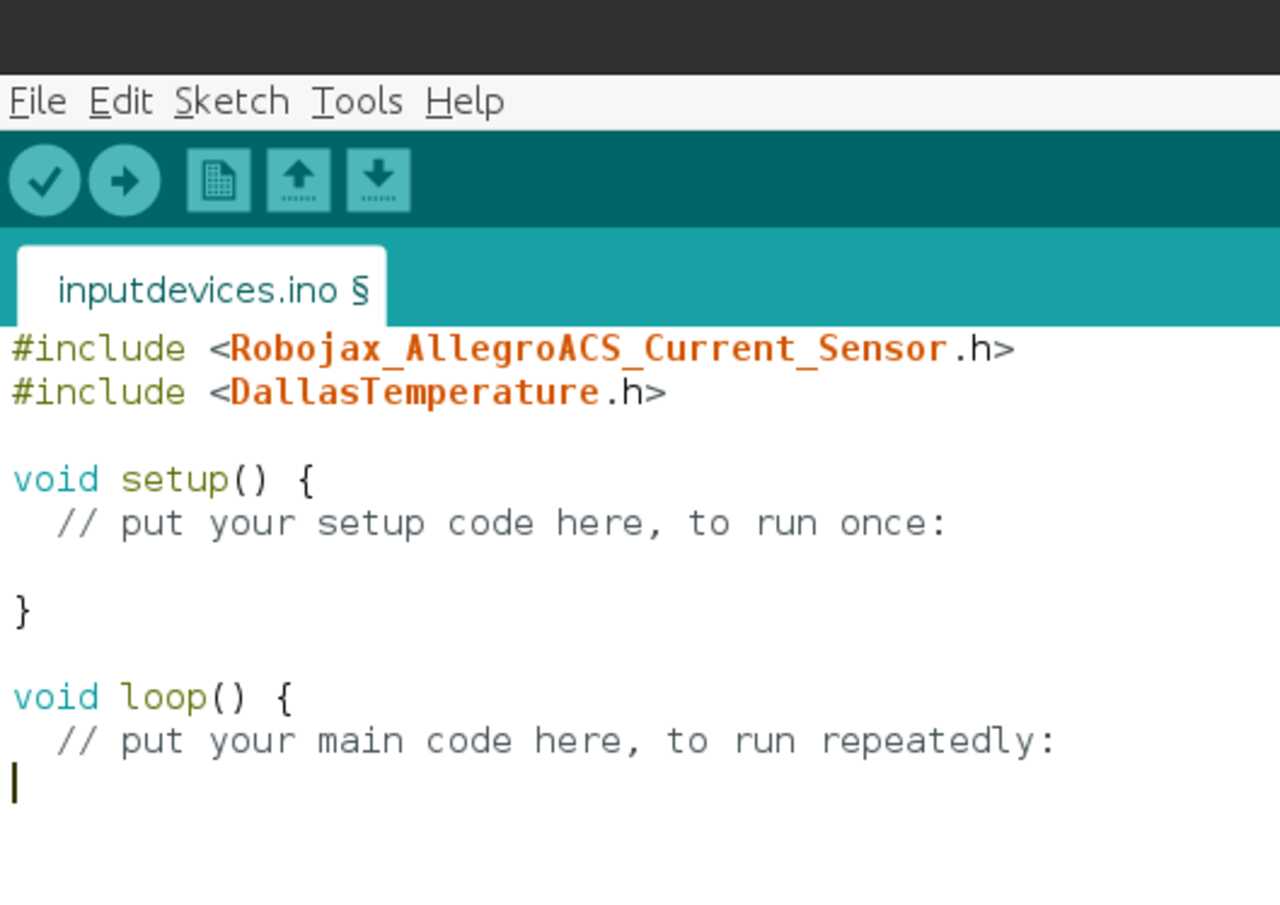 File Edit Sketch Tools Help
inputdevices.ino §
#include <Robojax_AllegroACS_Current_Sensor.h>
#include <DallasTemperature.h>
void setup() {
// put your setup code here, to run once:
}
void loop() {
// put your main code here, to run repeatedly: